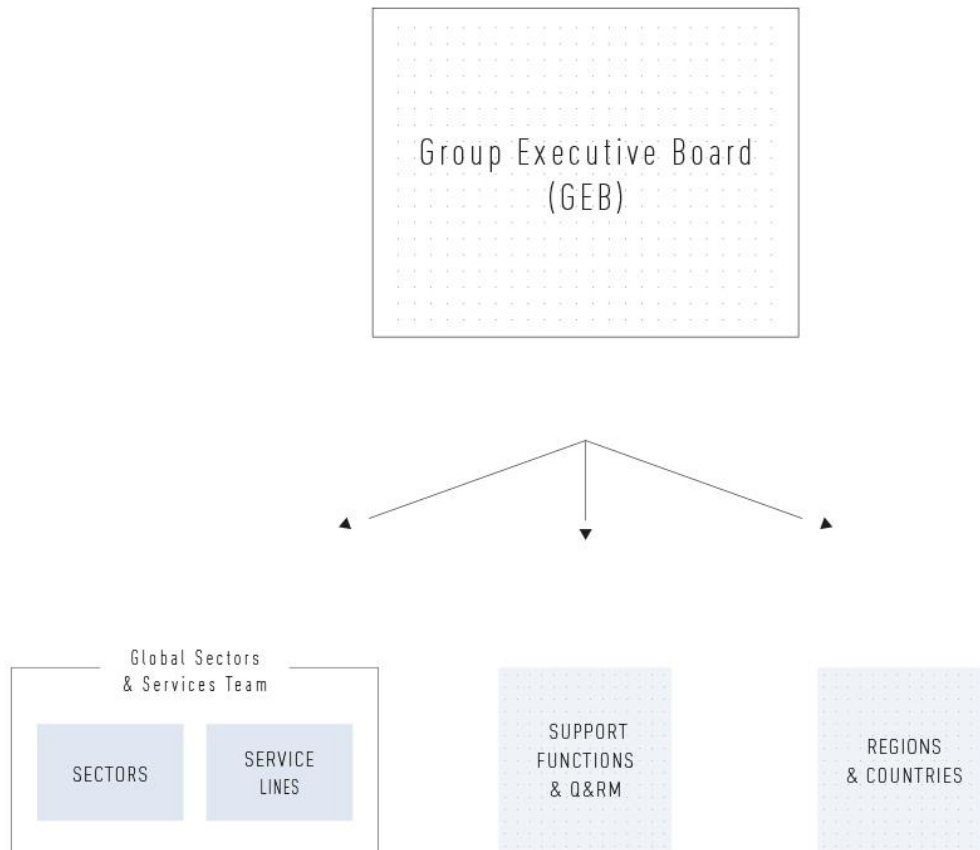 Group Executive Board
(GEB)
Global Sectors
& Services Team
SECTORS
SERVICE
LINES
SUPPORT
FUNCTIONS
& Q&RM
REGIONS
& COUNTRIES